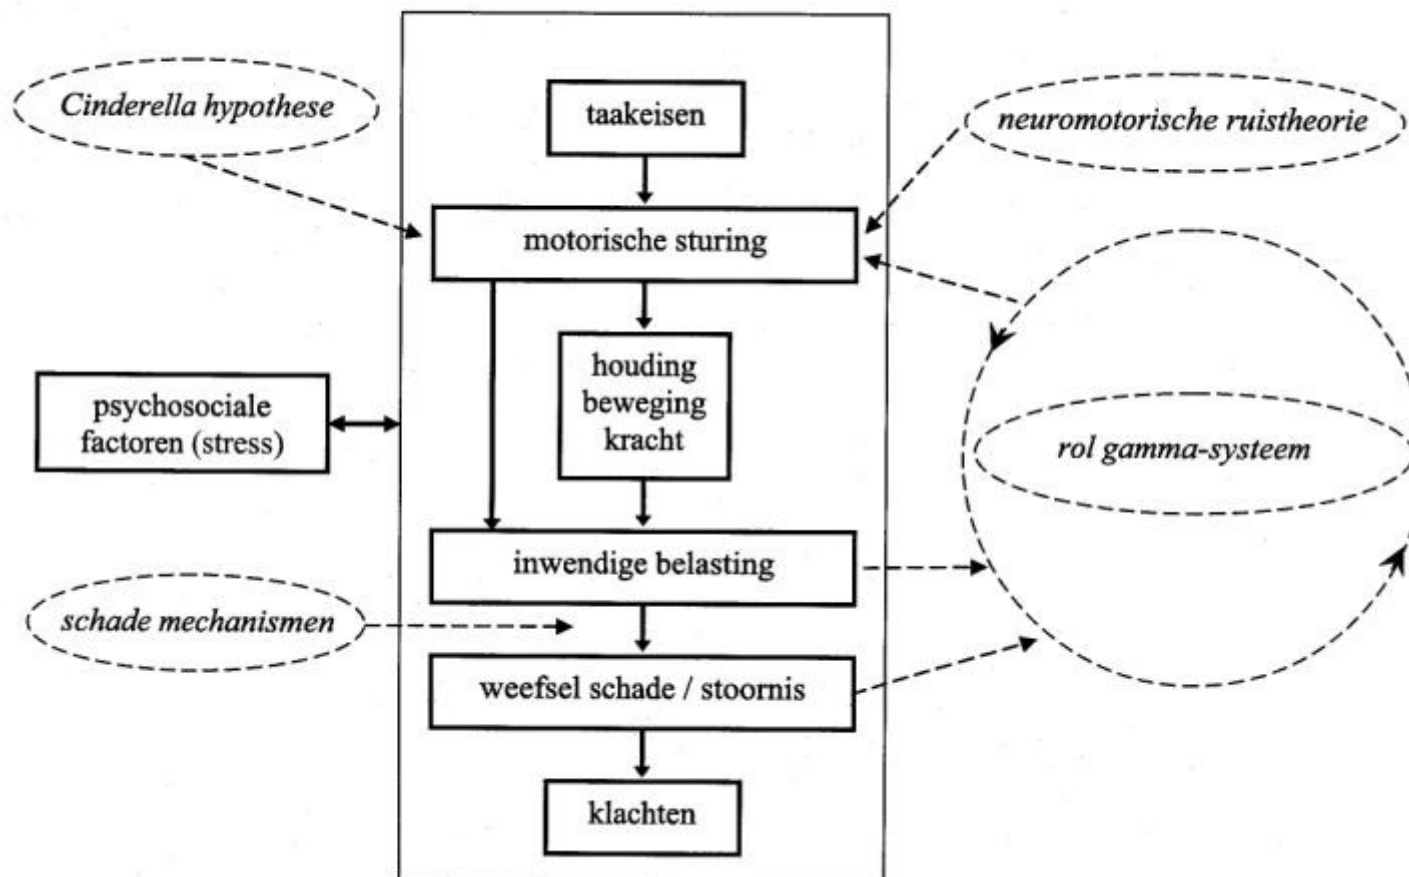 Cinderella hypothese
taakeisen
neuromotorische ruistheorie
motorische sturing
houding
beweging
kracht
psychosociale
factoren (stress)
rol gamma-systeem
inwendige belasting
schade mechanismen
weefsel schade / stoornis
klachten